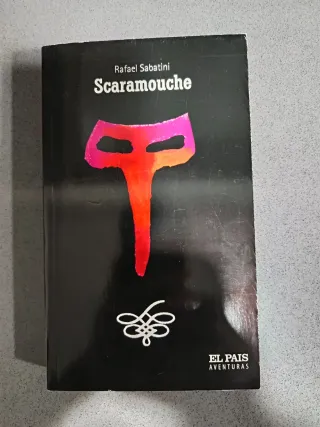 Rafael Sabatini
Scaramouche
EL PAIS
AVENTURAS